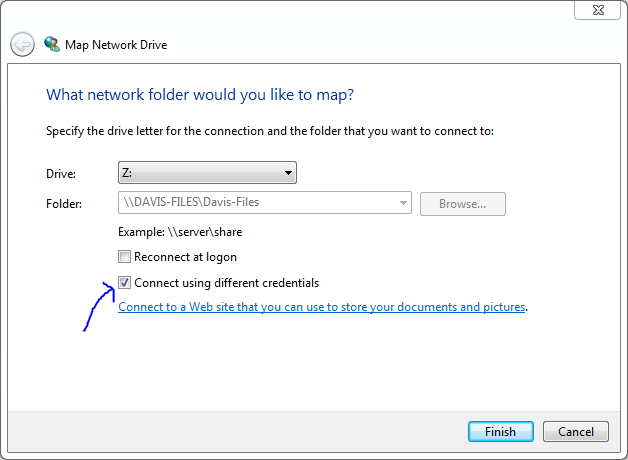 Map Network Drive
What network folder would you like to map?
Specify the drive letter for the connection and the folder that you want to connect to:
Drive: Z:
Folder: \\DAVIS-FILES\Davis-Files Browse...
Example: \\server\share
Reconnect at logon
Connect using different credentials
Connect to a Web site that you can use to store your documents and pictures.
Finish Cancel